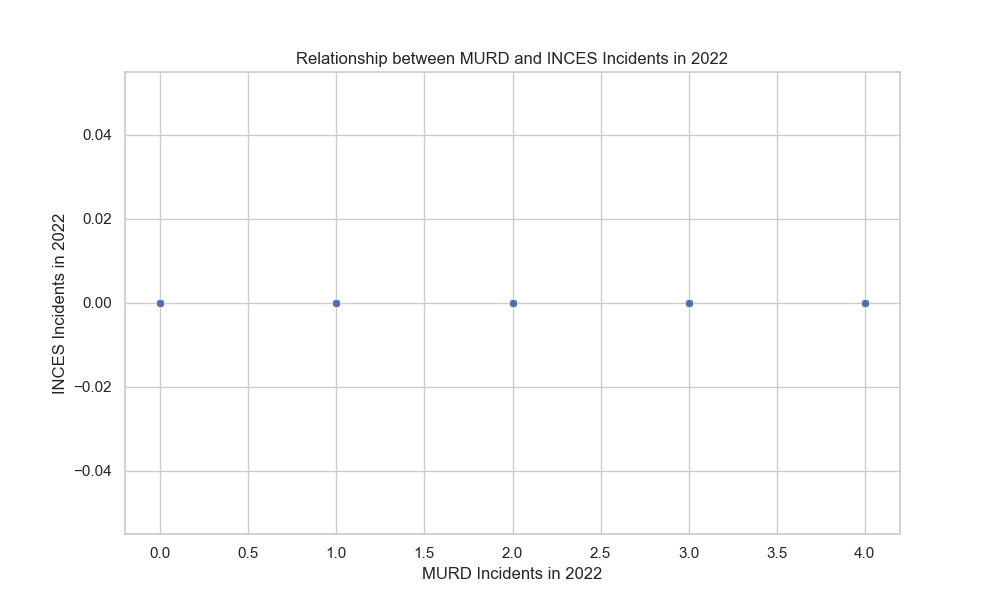 Relationship between MURD and INCES Incidents in 2022
INCES Incidents in 2022
0.04
0.02
0.00
−0.02
−0.04
0.0 0.5 1.0 1.5 2.0 2.5 3.0 3.5 4.0
MURD Incidents in 2022